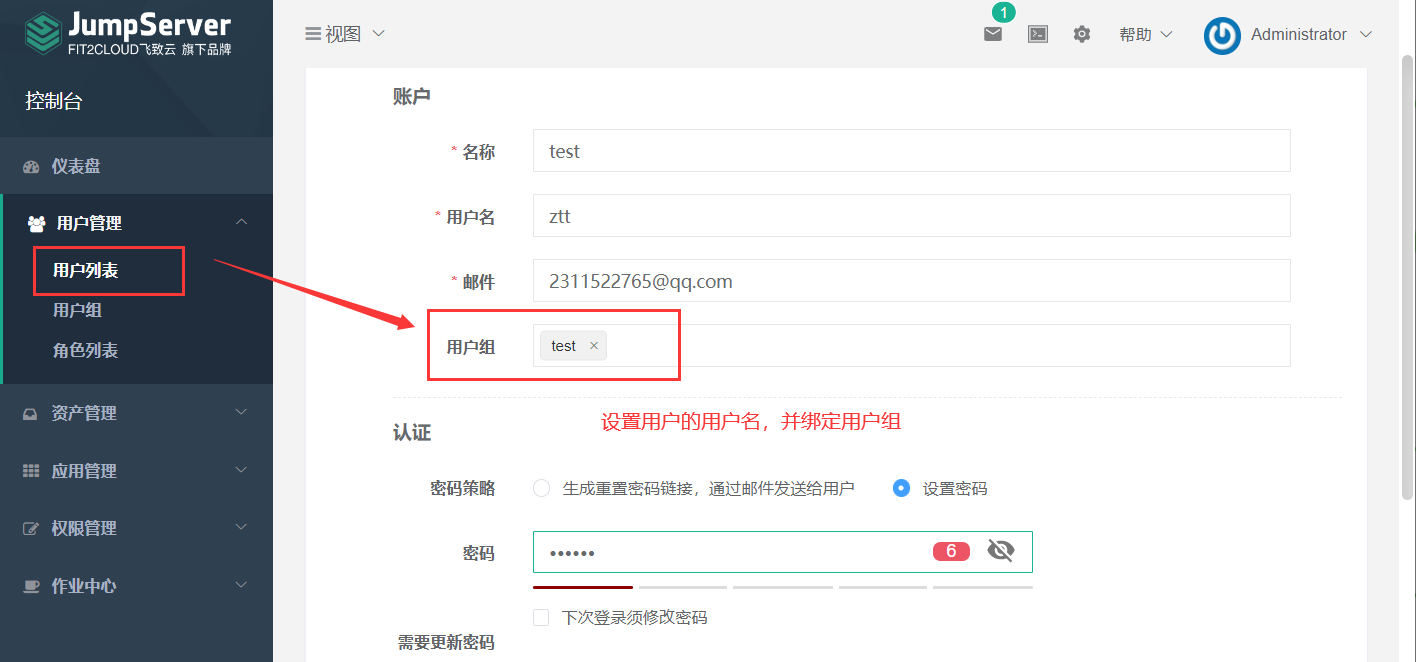 JumpServer
FIT2CLOUD飞致云 旗下品牌
控制台
仪表盘
用户管理
用户列表
用户组
角色列表
资产管理
应用管理
权限管理
作业中心
视图
1
帮助
Administrator
账户
* 名称 test
* 用户名 ztt
* 邮件 2311522765@qq.com
用户组 test ×
设置用户的用户名，并绑定用户组
认证
密码策略 生成重置密码链接，通过邮件发送给用户 设置密码
密码 •••••• 6
下次登录须修改密码
需要更新密码